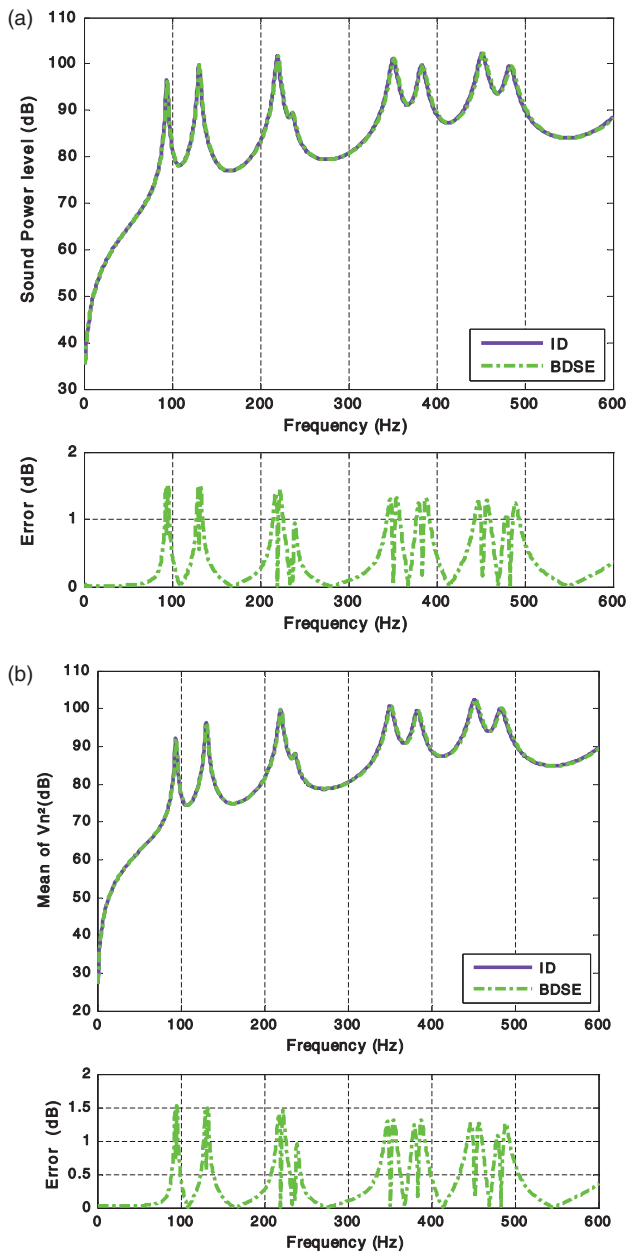 (a)
110
100
90
80
70
60
50
40
30
Sound Power level (dB)
ID
BDSE
0 100 200 300 400 500 600
Frequency (Hz)
2
1
0
Error (dB)
0 100 200 300 400 500 600
Frequency (Hz)
(b)
110
100
90
80
70
60
50
40
30
20
Mean of Vn²(dB)
ID
BDSE
0 100 200 300 400 500 600
Frequency (Hz)
2
1.5
1
0.5
0
Error (dB)
0 100 200 300 400 500 600
Frequency (Hz)